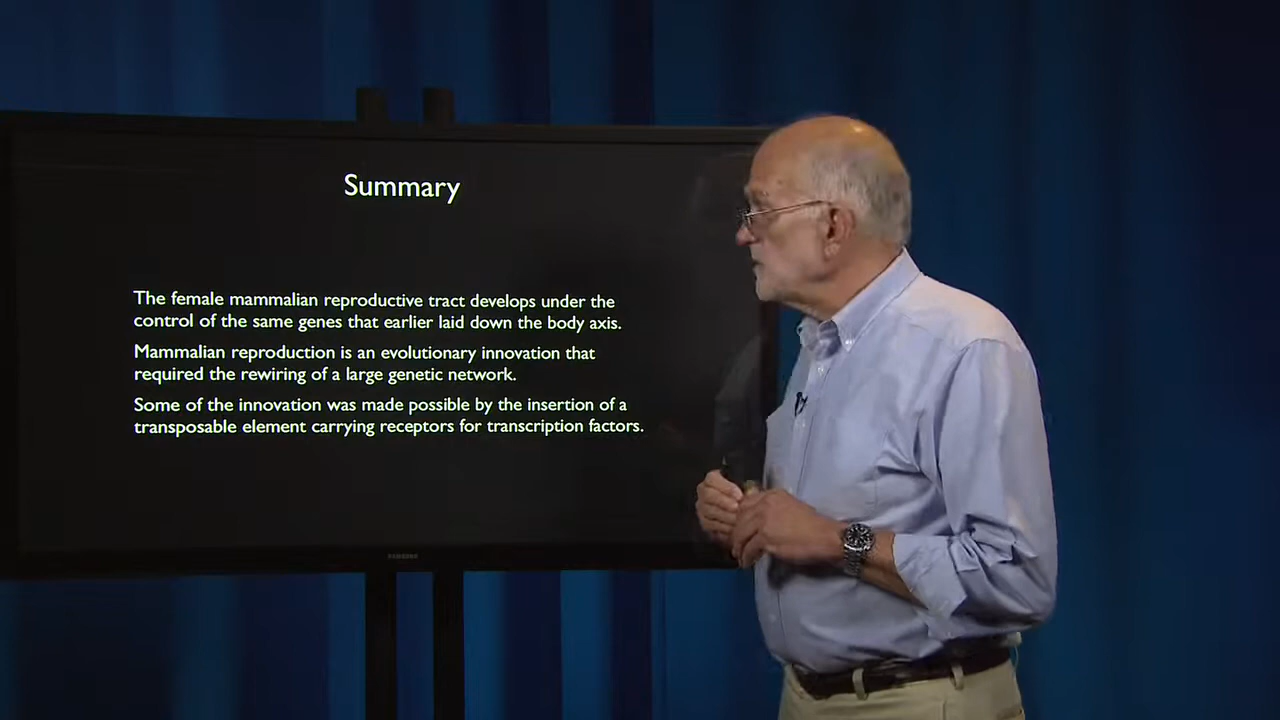 Summary
The female mammalian reproductive tract develops under the
control of the same genes that earlier laid down the body axis.
Mammalian reproduction is an evolutionary innovation that
required the rewiring of a large genetic network.
Some of the innovation was made possible by the insertion of a
transposable element carrying receptors for transcription factors.
SAMSUNG